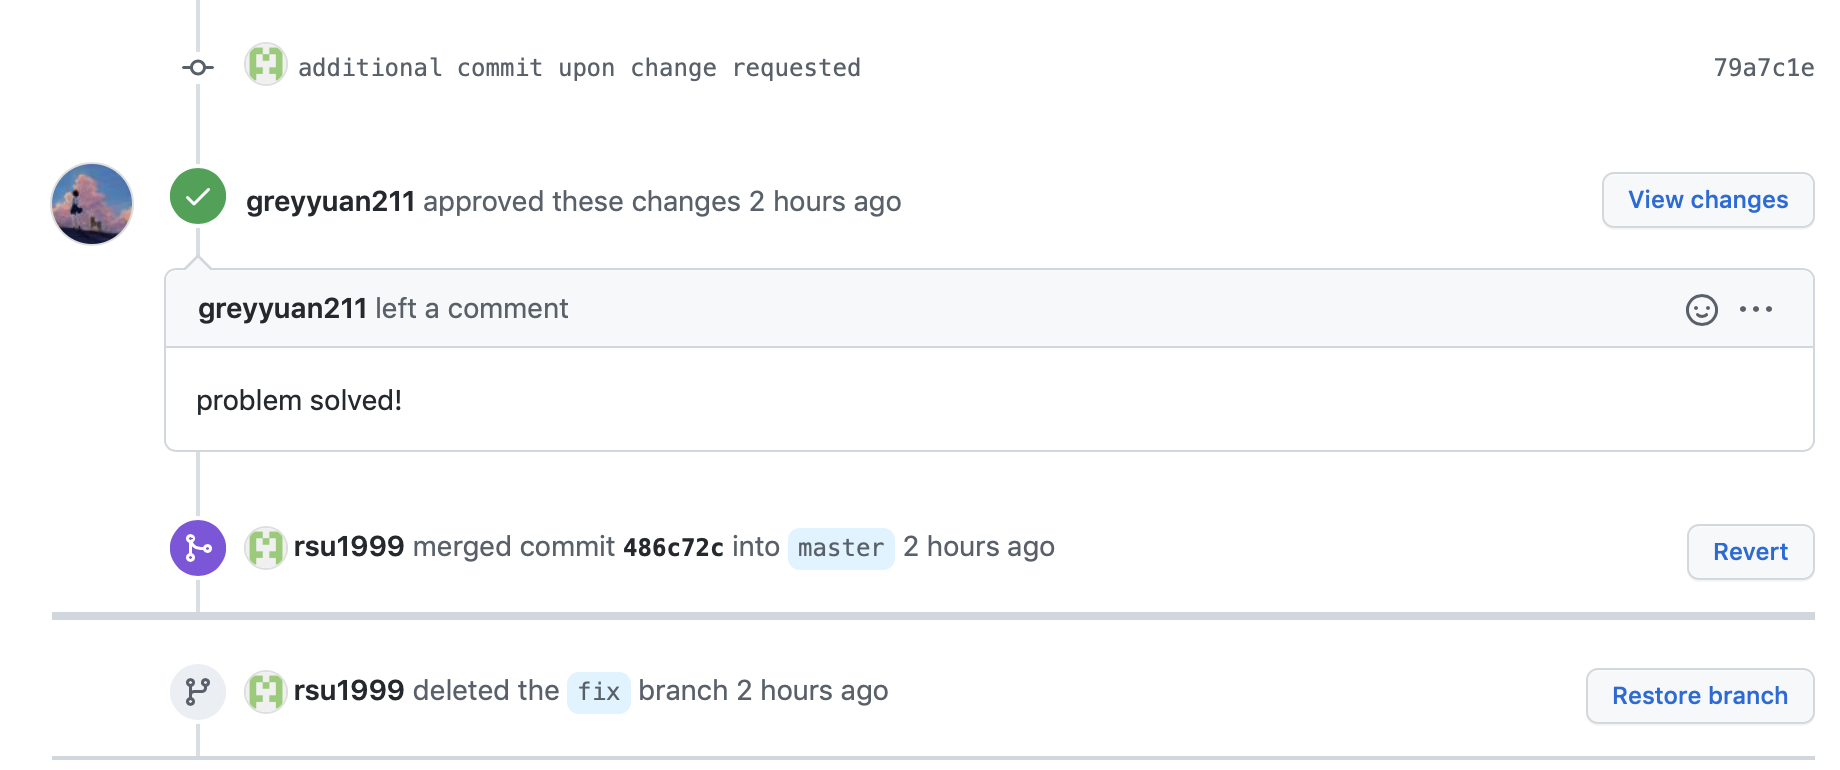 additional commit upon change requested 79a7c1e
greyyuan211 approved these changes 2 hours ago View changes
greyyuan211 left a comment
problem solved!
rsu1999 merged commit 486c72c into master 2 hours ago Revert
rsu1999 deleted the fix branch 2 hours ago Restore branch